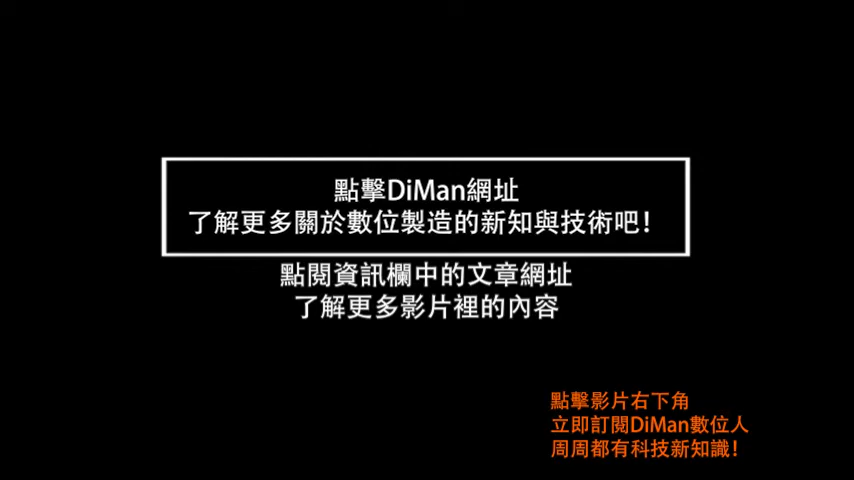 點擊DiMan網址
了解更多關於數位製造的新知與技術吧!
點閱資訊欄中的文章網址
了解更多影片裡的內容
點擊影片右下角
立即訂閱DiMan數位人
周周都有科技新知識!